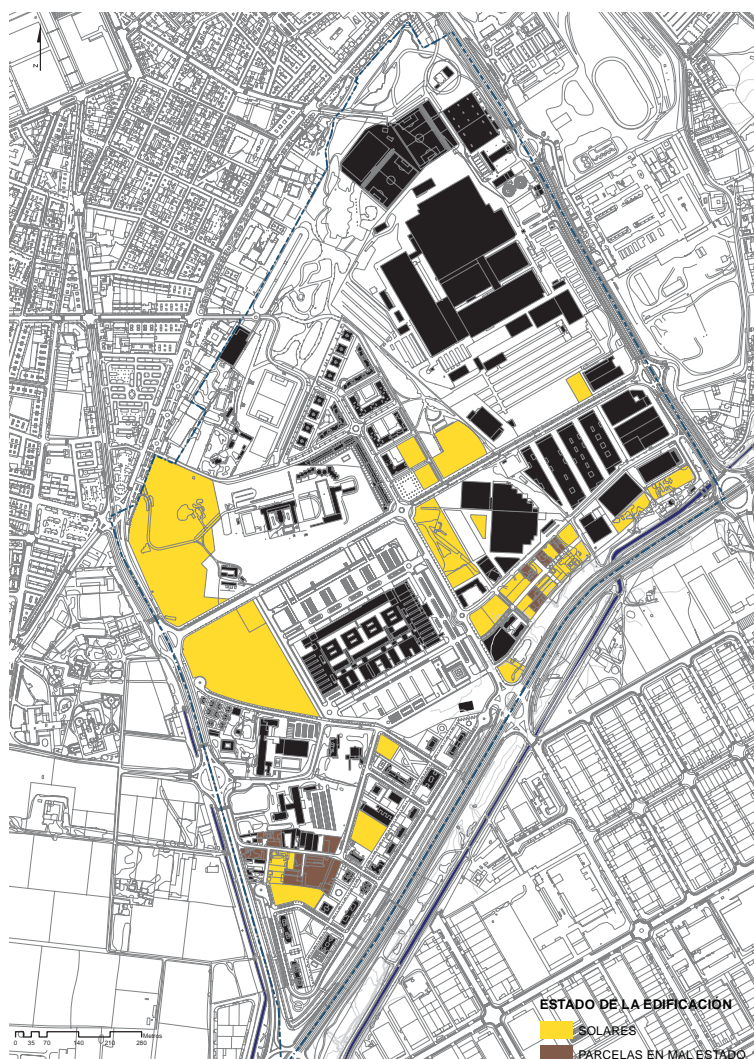 N
ESTADO DE LA EDIFICACIÓN
SOLARES
PARCELAS EN MAL ESTADO
Metros
0 35 70 140 210 280